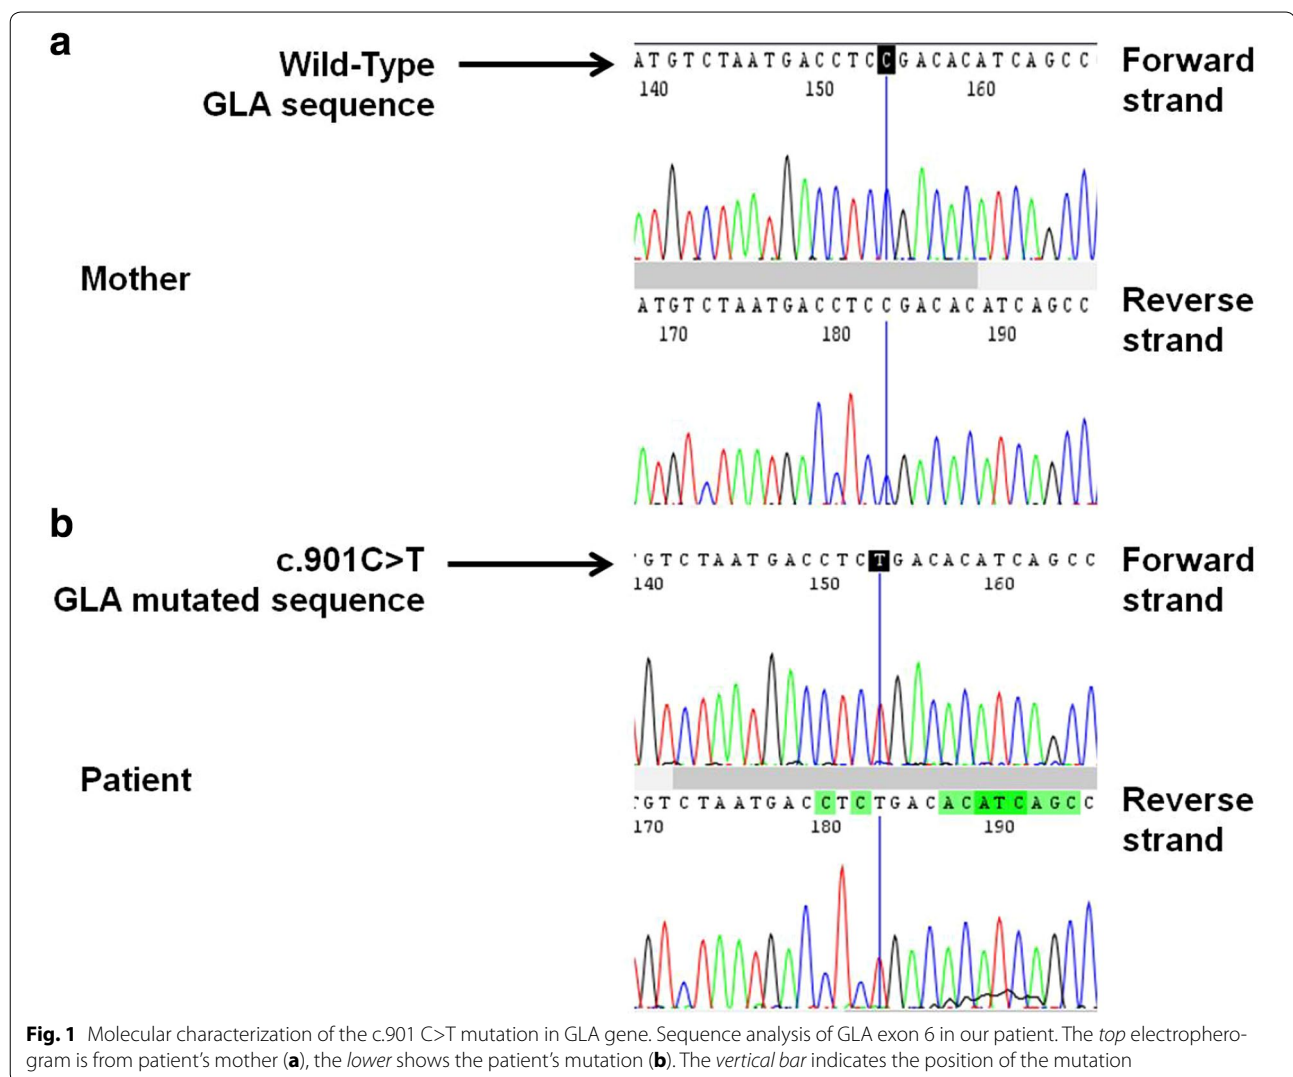 a
Wild-Type
GLA sequence
ATGTCTAATGACCTCCGACACATCAGCC
140 150 160
Forward
strand
Mother
ATGTCTAATGACCTCCGACACATCAGCC
170 180 190
Reverse
strand
b
c.901C>T
GLA mutated sequence
GTCTAATGACCTCTGACACATCAGCC
140 150 160
Forward
strand
Patient
GTCTAATGACCTCTGACACATCAGCC
170 180 190
Reverse
strand
Fig. 1 Molecular characterization of the c.901 C>T mutation in GLA gene. Sequence analysis of GLA exon 6 in our patient. The top electrophero-
gram is from patient’s mother (a), the lower shows the patient’s mutation (b). The vertical bar indicates the position of the mutation